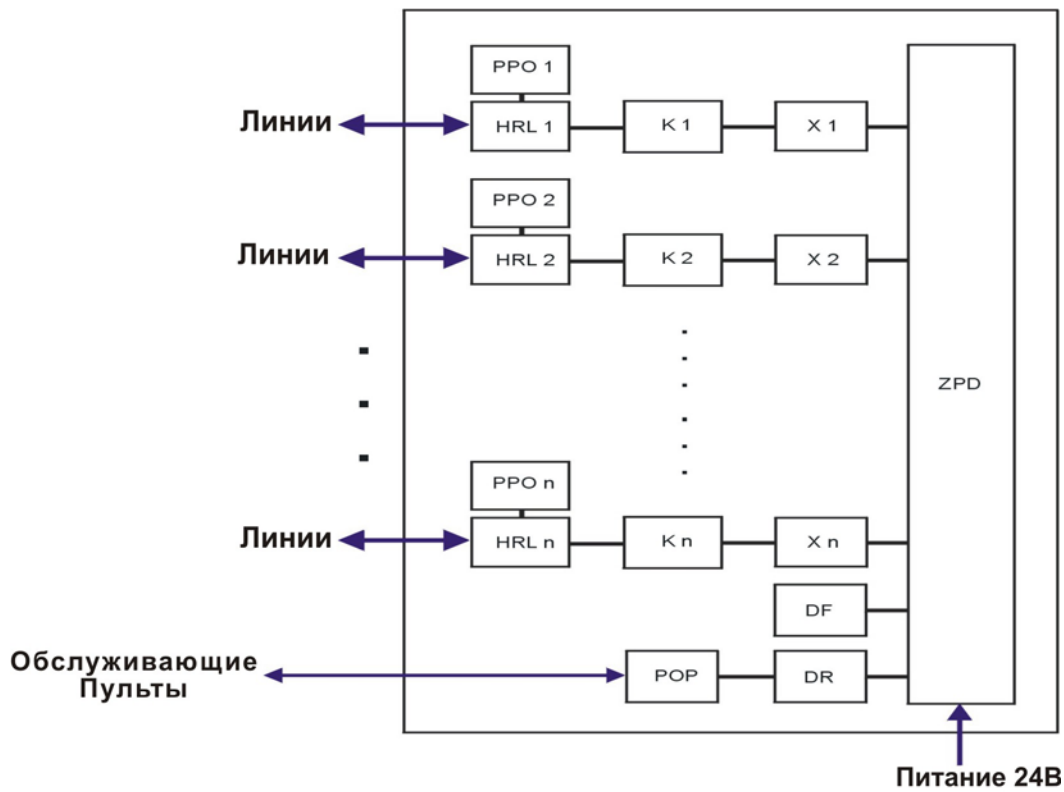 PPO 1
Линии
HRL 1
K 1
X 1
PPO 2
Линии
HRL 2
K 2
X 2
ZPD
PPO n
Линии
HRL n
K n
X n
DF
Обслуживающие
Пульты
POP
DR
Питание 24В